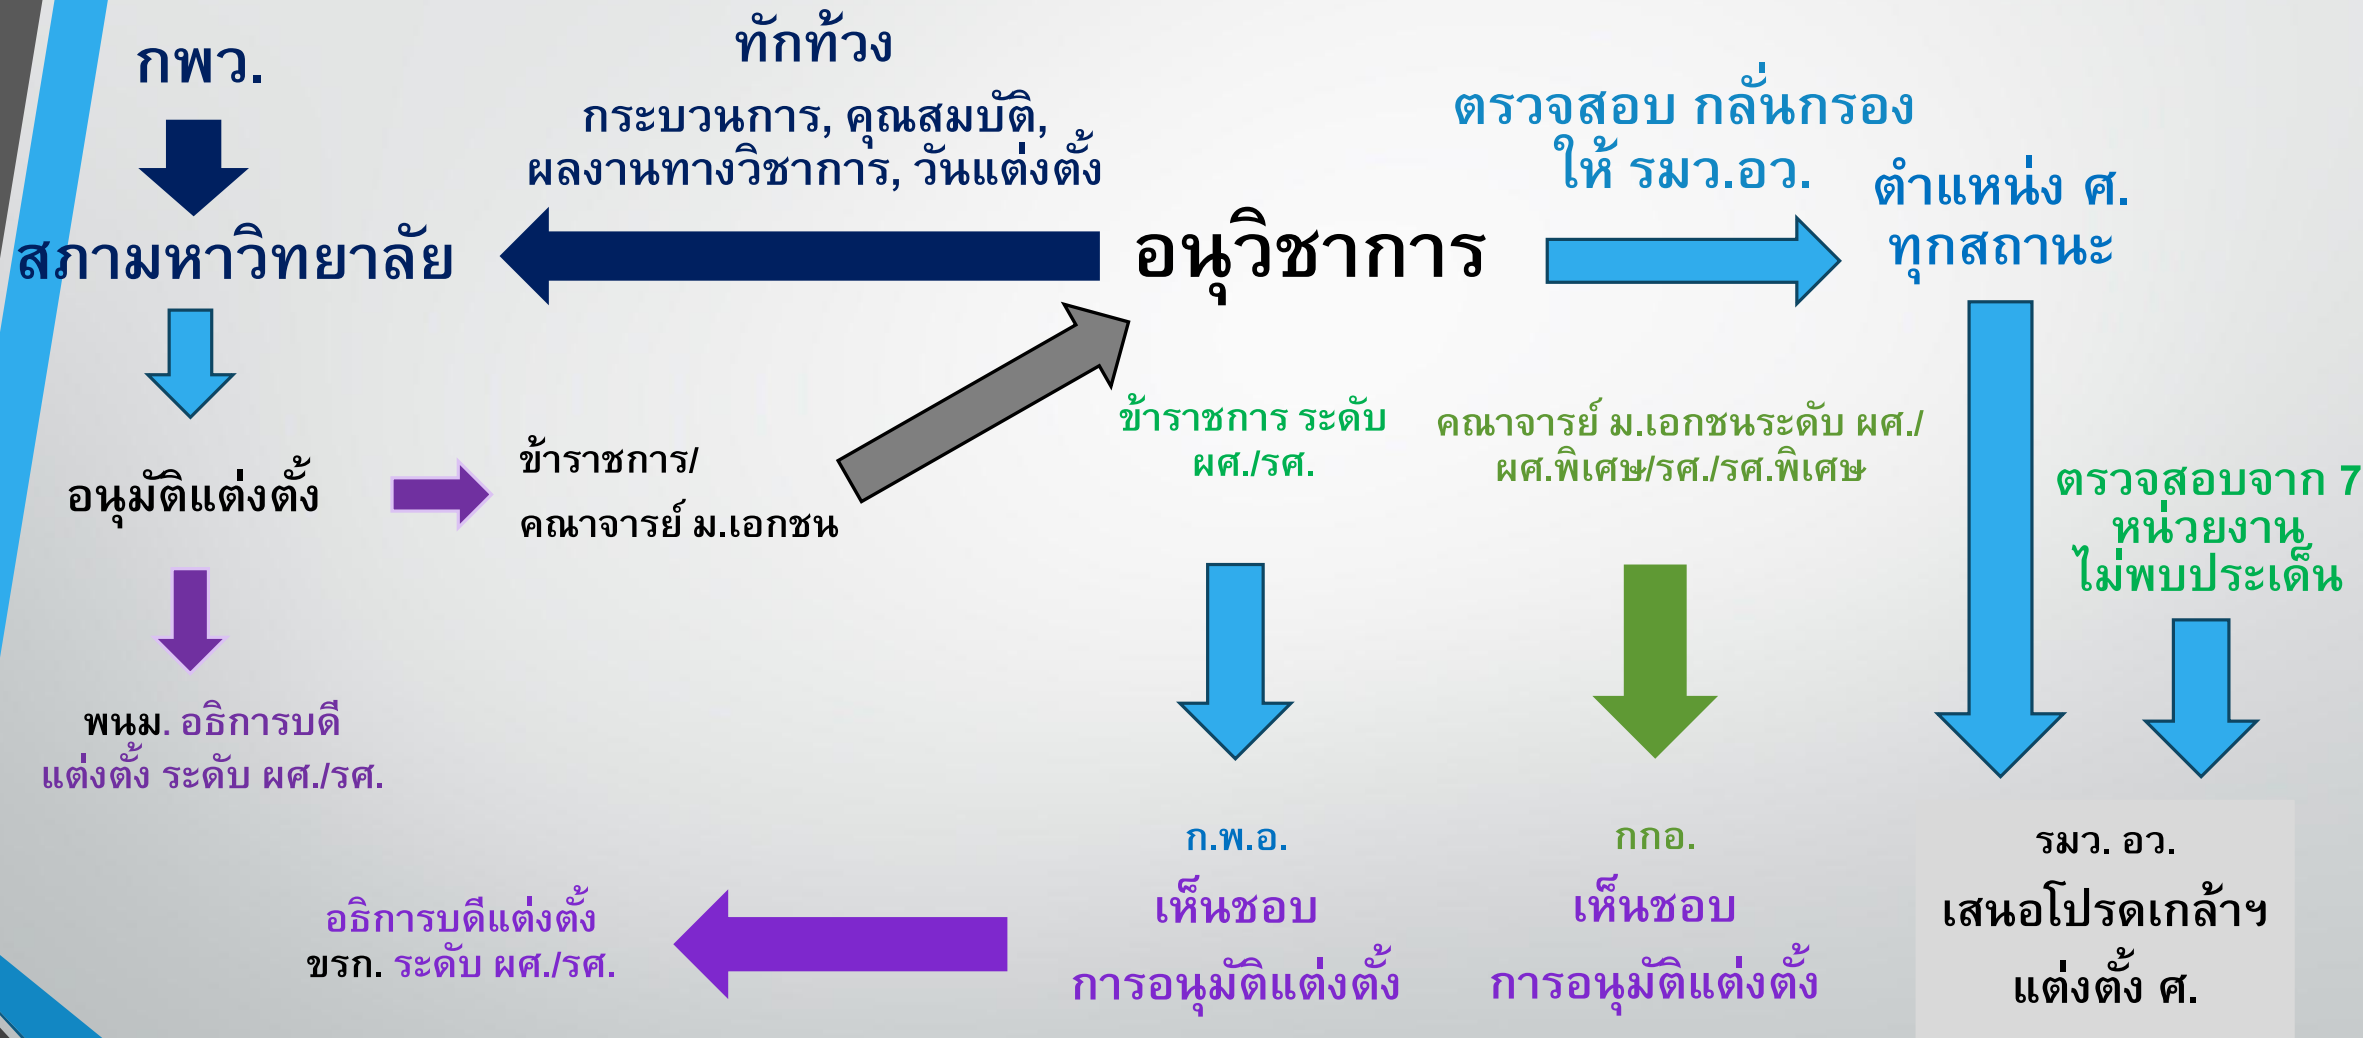 กพว.
สภามหาวิทยาลัย
ทักท้วง
กระบวนการ, คุณสมบัติ,
ผลงานทางวิชาการ, วันแต่งตั้ง
อนุวิชาการ
ตรวจสอบ กลั่นกรอง
ให้ รมว.อว.
ตำแหน่ง ศ.
ทุกสถานะ
อนุมัติแต่งตั้ง
ข้าราชการ/
คณาจารย์ ม.เอกชน
ข้าราชการ ระดับ
ผศ./รศ.
คณาจารย์ ม.เอกชนระดับ ผศ./
ผศ.พิเศษ/รศ./รศ.พิเศษ
ตรวจสอบจาก 7
หน่วยงาน
ไม่พบประเด็น
พนม. อธิการบดี
แต่งตั้ง ระดับ ผศ./รศ.
อธิการบดีแต่งตั้ง
ขรก. ระดับ ผศ./รศ.
ก.พ.อ.
เห็นชอบ
การอนุมัติแต่งตั้ง
กกอ.
เห็นชอบ
การอนุมัติแต่งตั้ง
รมว. อว.
เสนอโปรดเกล้าฯ
แต่งตั้ง ศ.